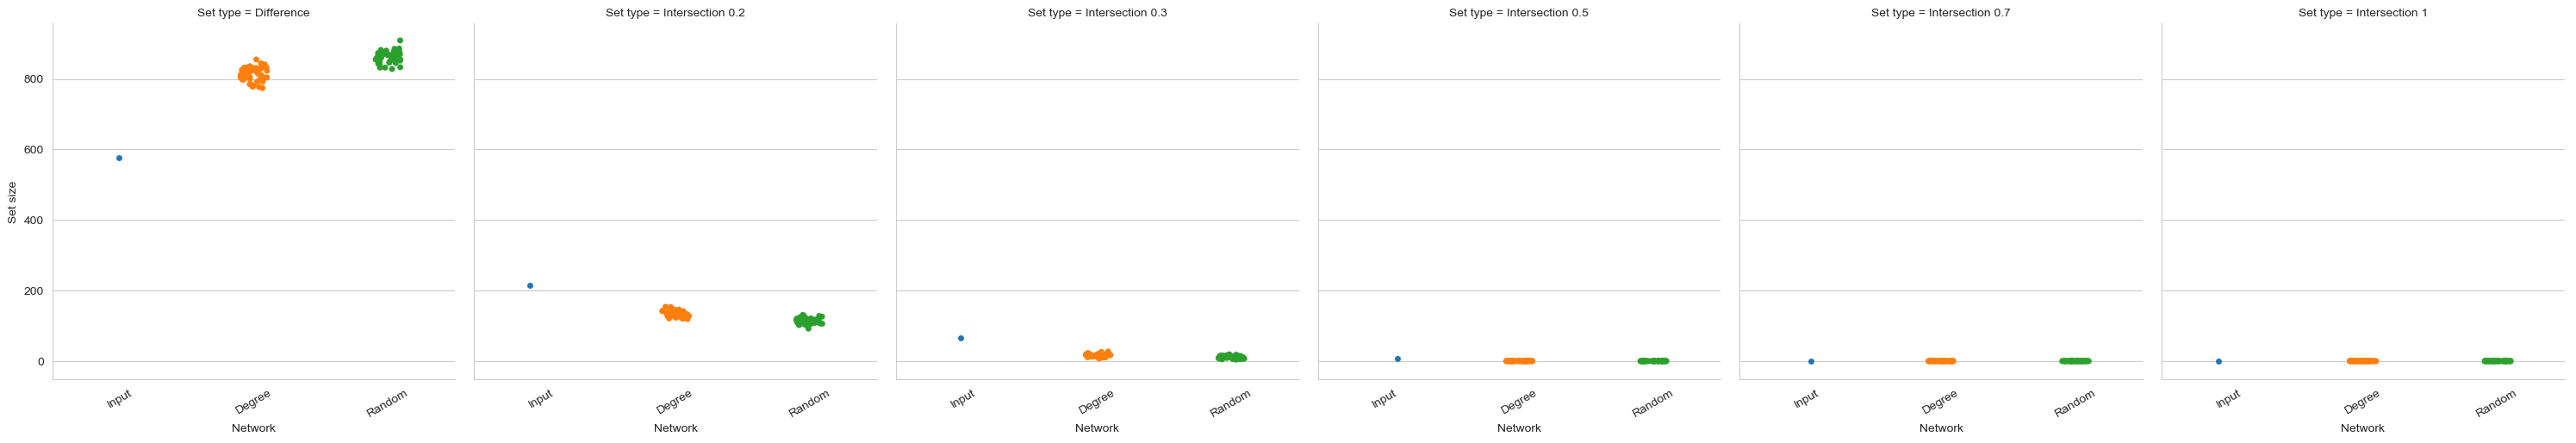 Set type = Difference
Set type = Intersection 0.2
Set type = Intersection 0.3
Set type = Intersection 0.5
Set type = Intersection 0.7
Set type = Intersection 1
Set size
800
600
400
200
0
Input Degree Random
Input Degree Random
Input Degree Random
Input Degree Random
Input Degree Random
Input Degree Random
Network
Network
Network
Network
Network
Network